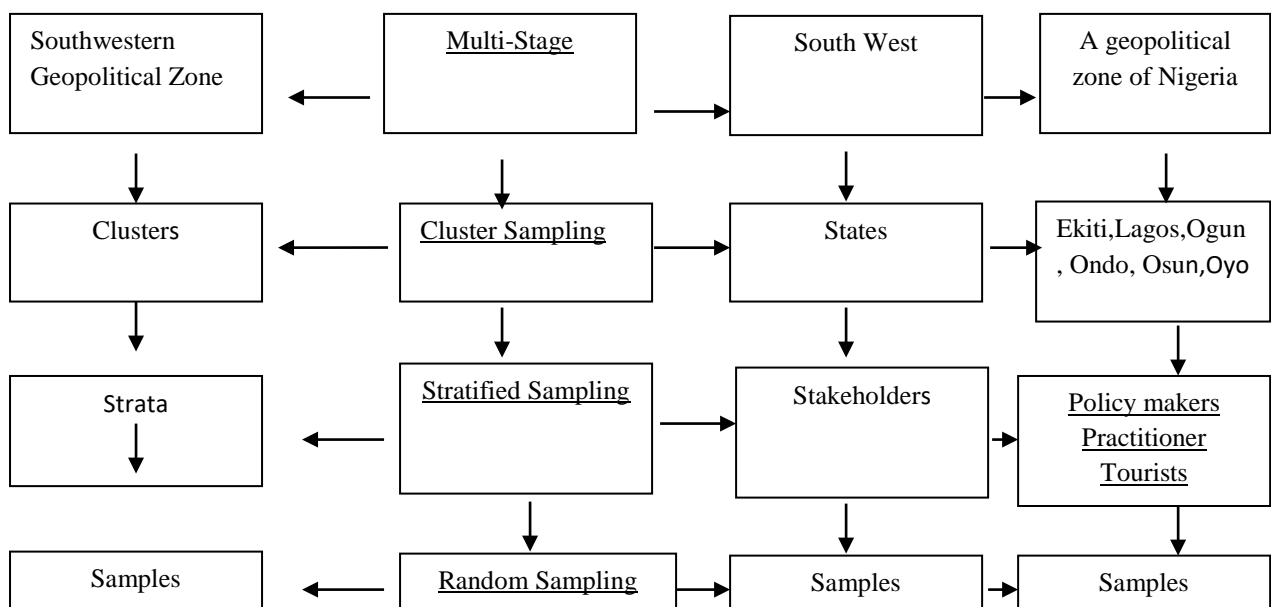 Southwestern
Geopolitical Zone
Multi-Stage
South West
A geopolitical
zone of Nigeria
Clusters
Cluster Sampling
States
Ekiti,Lagos,Ogun
, Ondo, Osun,Oyo
Strata
Stratified Sampling
Stakeholders
Policy makers
Practitioner
Tourists
Samples
Random Sampling
Samples
Samples